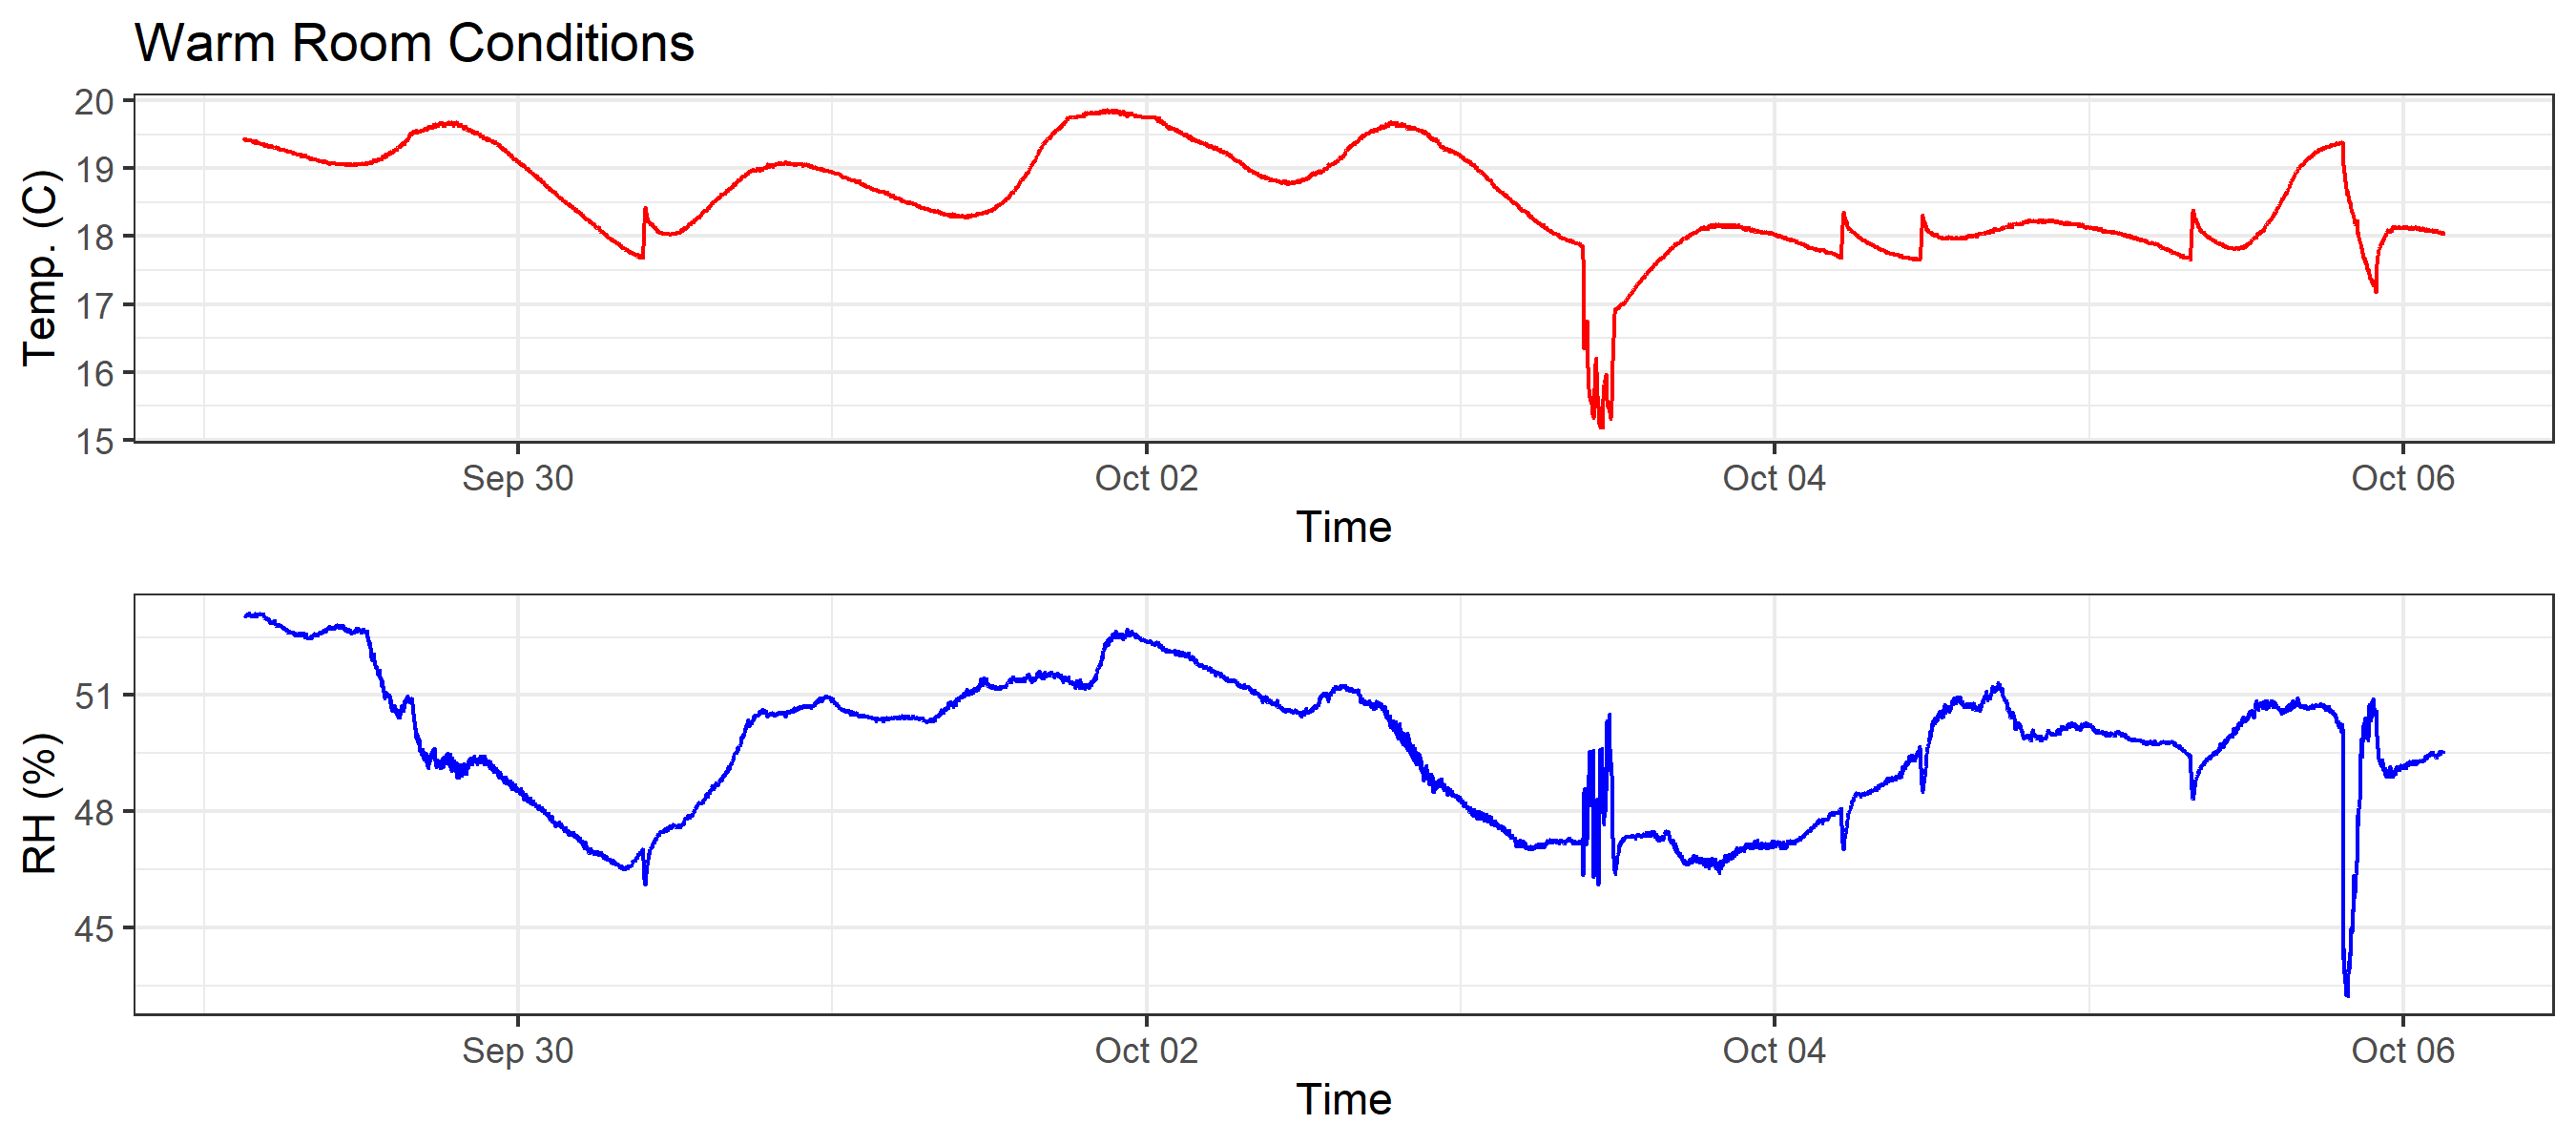 Warm Room Conditions
Temp. (C)
20
19
18
17
16
15
Sep 30
Oct 02
Oct 04
Oct 06
Time
RH (%)
51
48
45
Sep 30
Oct 02
Oct 04
Oct 06
Time